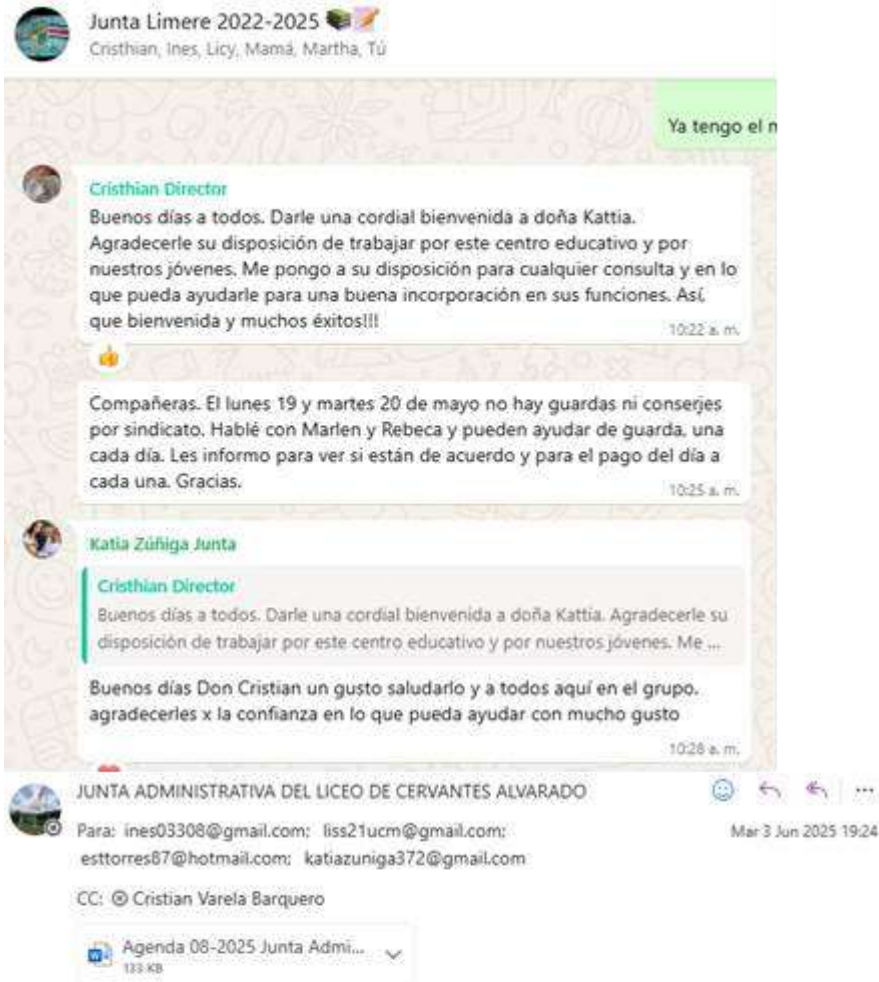 Junta Limere 2022-2025 📚📝
Cristhian, Ines, Licy, Mamá, Martha, Tú
Ya tengo el
Cristhian Director
Buenos días a todos. Darle una cordial bienvenida a doña Kattia.
Agradecerle su disposición de trabajar por este centro educativo y por
nuestros jóvenes. Me pongo a su disposición para cualquier consulta y en lo
que pueda ayudarle para una buena incorporación en sus funciones. Así,
que bienvenida y muchos éxitos!!!
10:22 a. m.
👍
Compañeras. El lunes 19 y martes 20 de mayo no hay guardas ni conserjes
por sindicato. Hablé con Marlen y Rebeca y pueden ayudar de guarda, una
cada día. Les informo para ver si están de acuerdo y para el pago del día a
cada una. Gracias.
10:25 a. m.
Katia Zúñiga Junta
Cristhian Director
Buenos días a todos. Darle una cordial bienvenida a doña Kattia. Agradecerle su
disposición de trabajar por este centro educativo y por nuestros jóvenes. Me ...
Buenos días Don Cristian un gusto saludarlo y a todos aquí en el grupo.
agradecerles x la confianza en lo que pueda ayudar con mucho gusto
10:28 a. m.
JUNTA ADMINISTRATIVA DEL LICEO DE CERVANTES ALVARADO
Para: ines03308@gmail.com; liss21ucm@gmail.com;
Mar 3 Jun 2025 19:24
esttorres87@hotmail.com; katiazuniga372@gmail.com
CC: Cristian Varela Barquero
Agenda 08-2025 Junta Admi...
133 KB